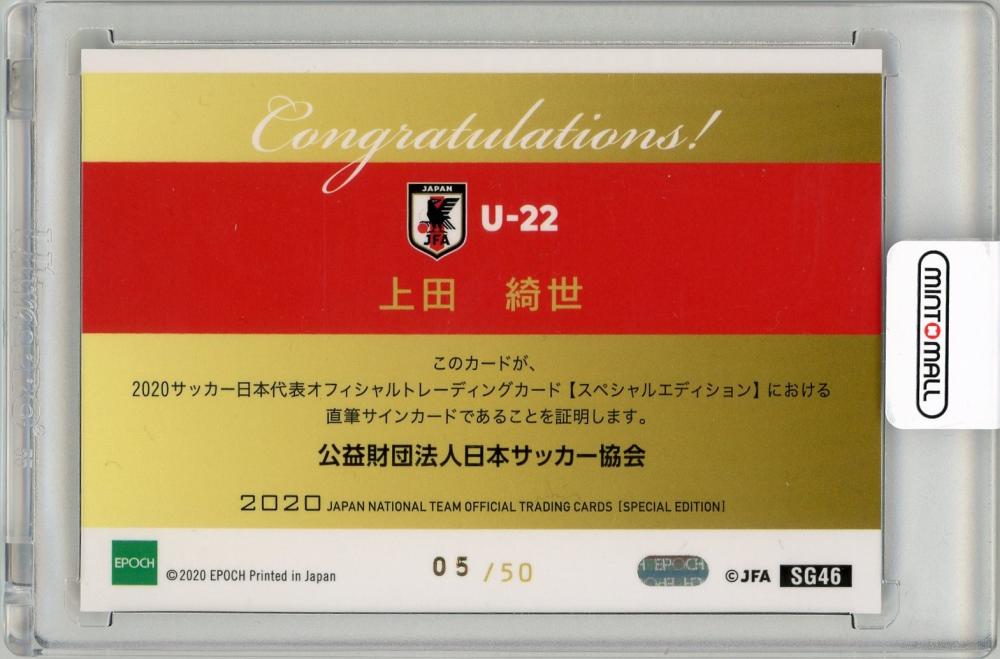 Congratulations!
JAPAN
JFA
U-22
上田 綺世
このカードが、
2020サッカー日本代表オフィシャルトレーディングカード【スペシャルエディション】における
直筆サインカードであることを証明します。
公益財団法人日本サッカー協会
2020 JAPAN NATIONAL TEAM OFFICIAL TRADING CARDS [SPECIAL EDITION]
EPOCH
©2020 EPOCH Printed in Japan
05 /50
EPOCH
©JFA
SG46
MINT MALL